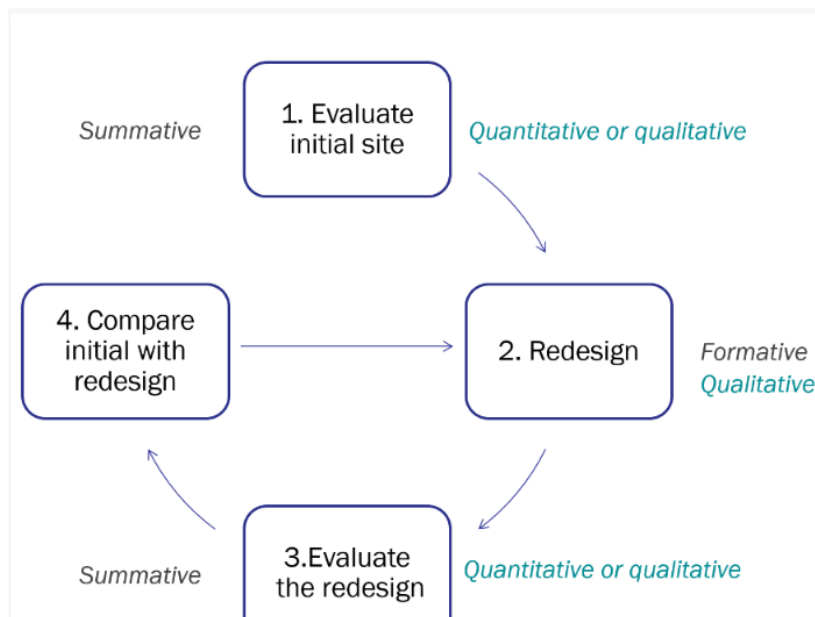 Summative
1. Evaluate
initial site
Quantitative or qualitative
4. Compare
initial with
redesign
2. Redesign
Formative
Qualitative
Summative
3.Evaluate
the redesign
Quantitative or qualitative